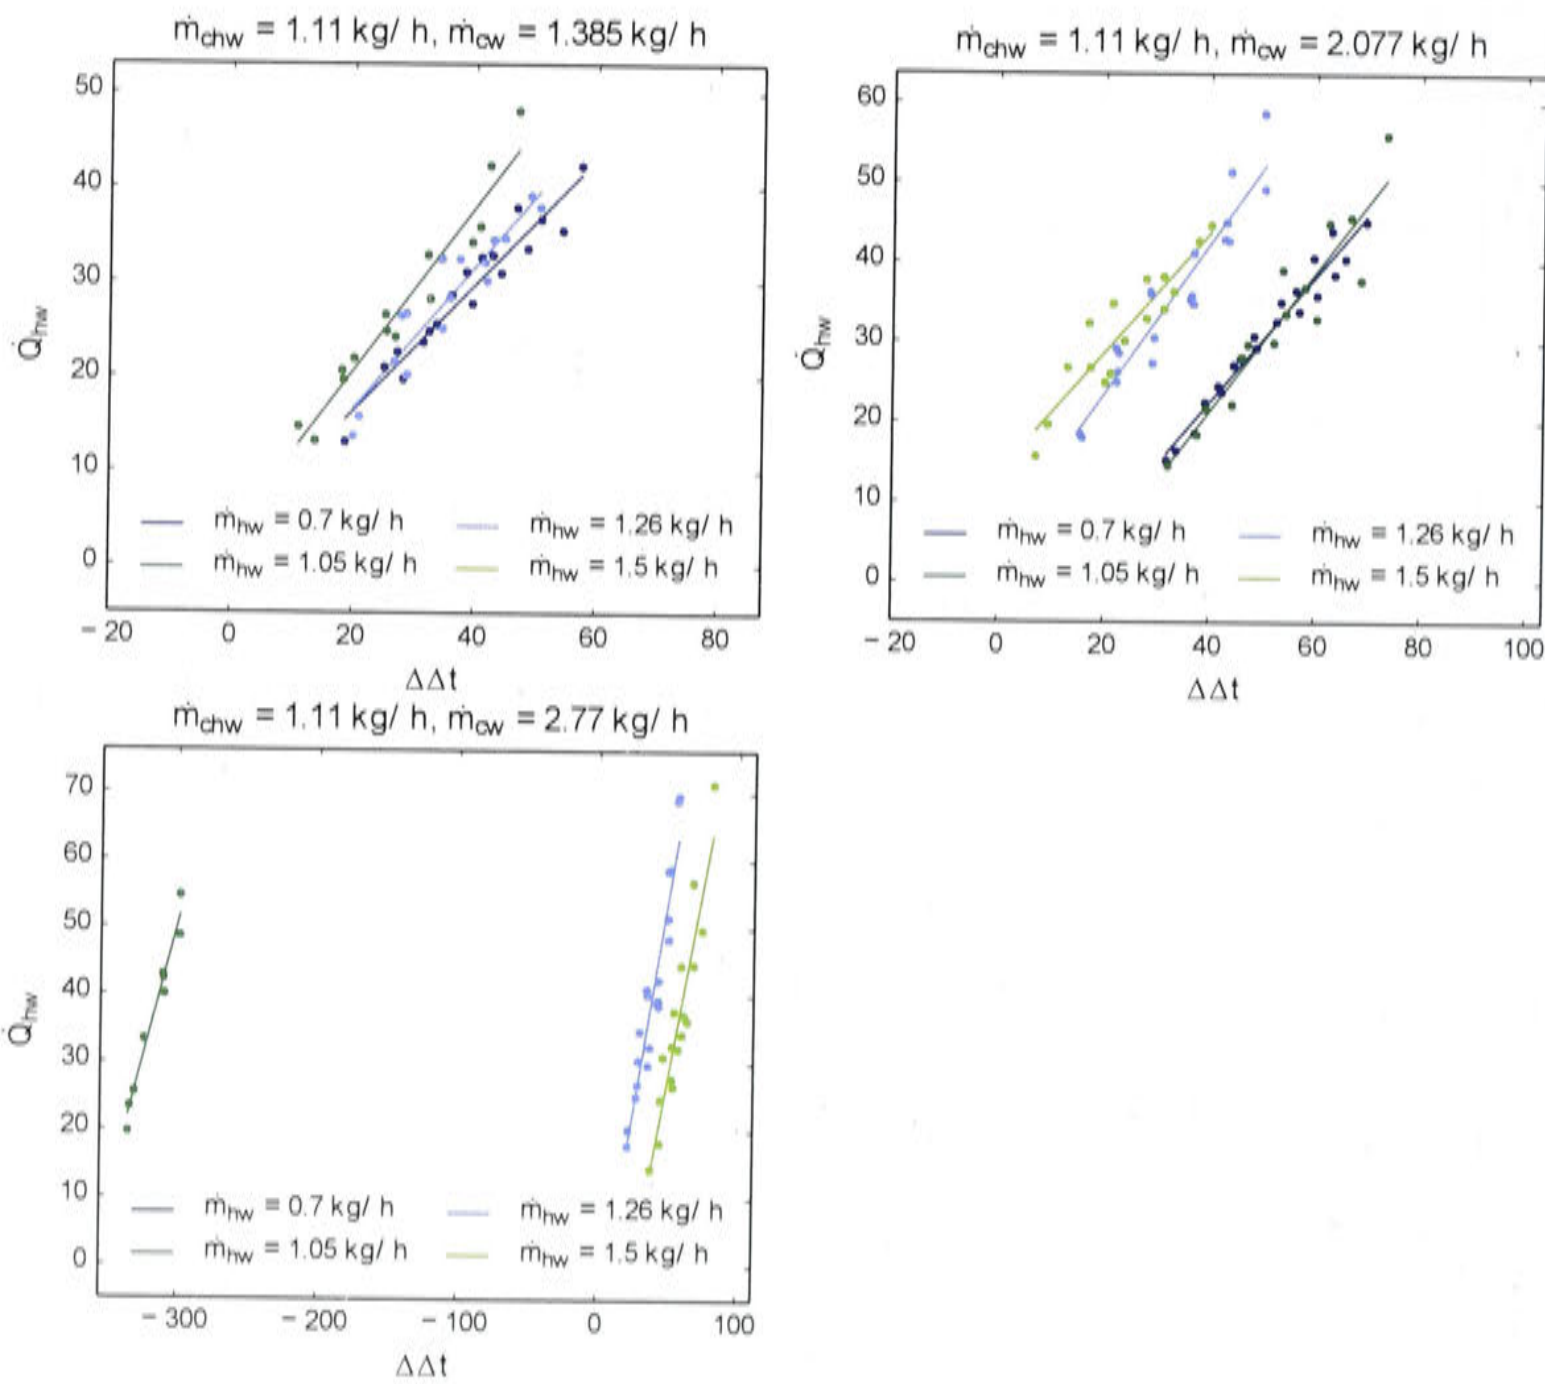 ṁchw = 1.11 kg/ h, ṁcw = 1.385 kg/ h
50
40
30
20
10
0
Q̇hw
ṁhw = 0.7 kg/ h
ṁhw = 1.26 kg/ h
ṁhw = 1.05 kg/ h
ṁhw = 1.5 kg/ h
− 20 0 20 40 60 80
ΔΔt
ṁchw = 1.11 kg/ h, ṁcw = 2.077 kg/ h
60
50
40
30
20
10
0
Q̇hw
ṁhw = 0.7 kg/ h
ṁhw = 1.26 kg/ h
ṁhw = 1.05 kg/ h
ṁhw = 1.5 kg/ h
− 20 0 20 40 60 80 100
ΔΔt
ṁchw = 1.11 kg/ h, ṁcw = 2.77 kg/ h
70
60
50
40
30
20
10
0
Q̇hw
ṁhw = 0.7 kg/ h
ṁhw = 1.26 kg/ h
ṁhw = 1.05 kg/ h
ṁhw = 1.5 kg/ h
− 300 − 200 − 100 0 100
ΔΔt